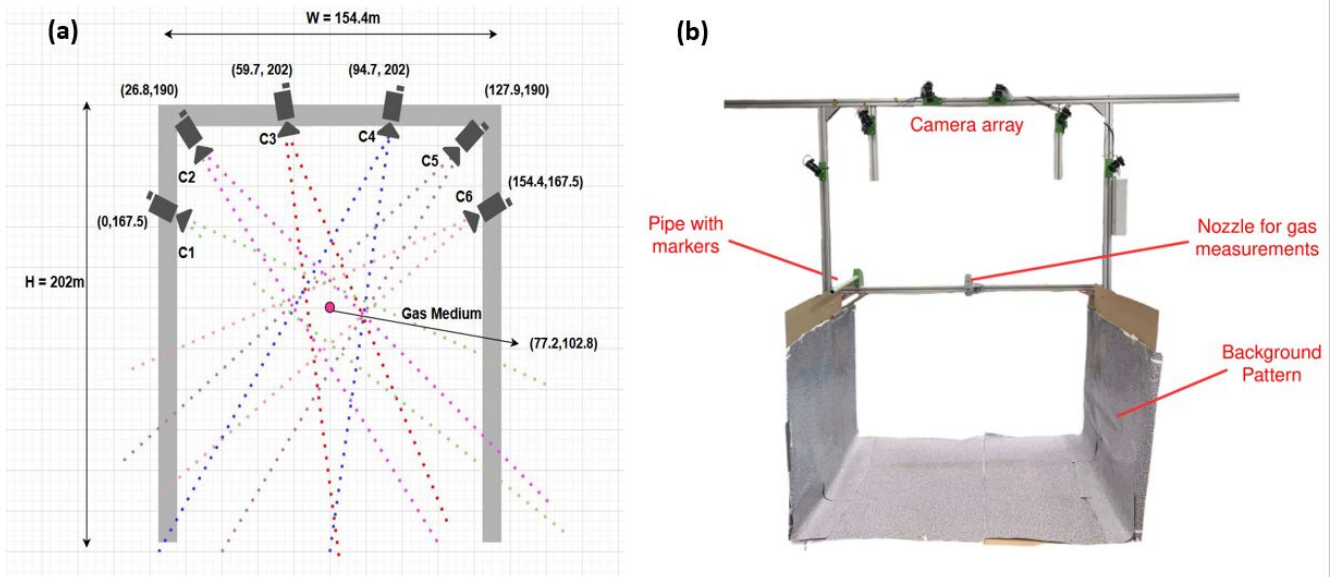 (a)
W = 154.4m
(59.7, 202)
(94.7, 202)
(26.8,190)
(127.9,190)
C3
C4
C2
C5
C6
(154.4,167.5)
(0,167.5)
C1
H = 202m
Gas Medium
(77.2,102.8)
(b)
Camera array
Pipe with
markers
Nozzle for gas
measurements
Background
Pattern